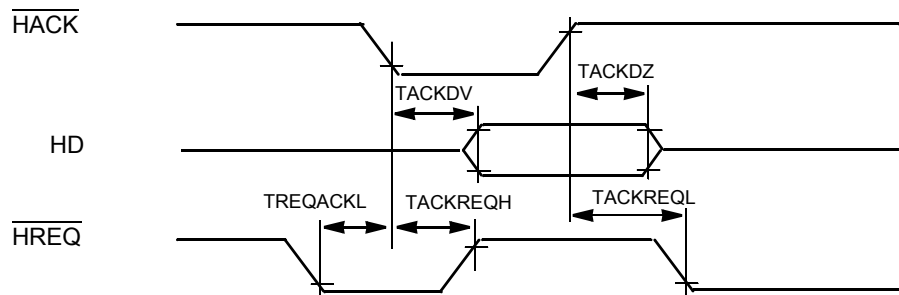 HACK
TACKDV
TACKDZ
HD
TREQACKL
TACKREQH
TACKREQL
HREQ